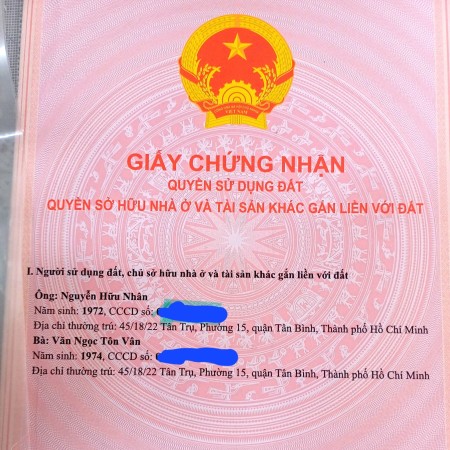 GIẤY CHỨNG NHẬN
QUYỀN SỬ DỤNG ĐẤT
QUYỀN SỞ HỮU NHÀ Ở VÀ TÀI SẢN KHÁC GẮN LIỀN VỚI ĐẤT
I. Người sử dụng đất, chủ sở hữu nhà ở và tài sản khác gắn liền với đất
Ông: Nguyễn Hữu Nhân
Năm sinh: 1972, CCCD số:
Địa chỉ thường trú: 45/18/22 Tân Trụ, Phường 15, quận Tân Bình, Thành phố Hồ Chí Minh
Bà: Văn Ngọc Tôn Vân
Năm sinh: 1974, CCCD số:
Địa chỉ thường trú: 45/18/22 Tân Trụ, Phường 15, quận Tân Bình, Thành phố Hồ Chí Minh